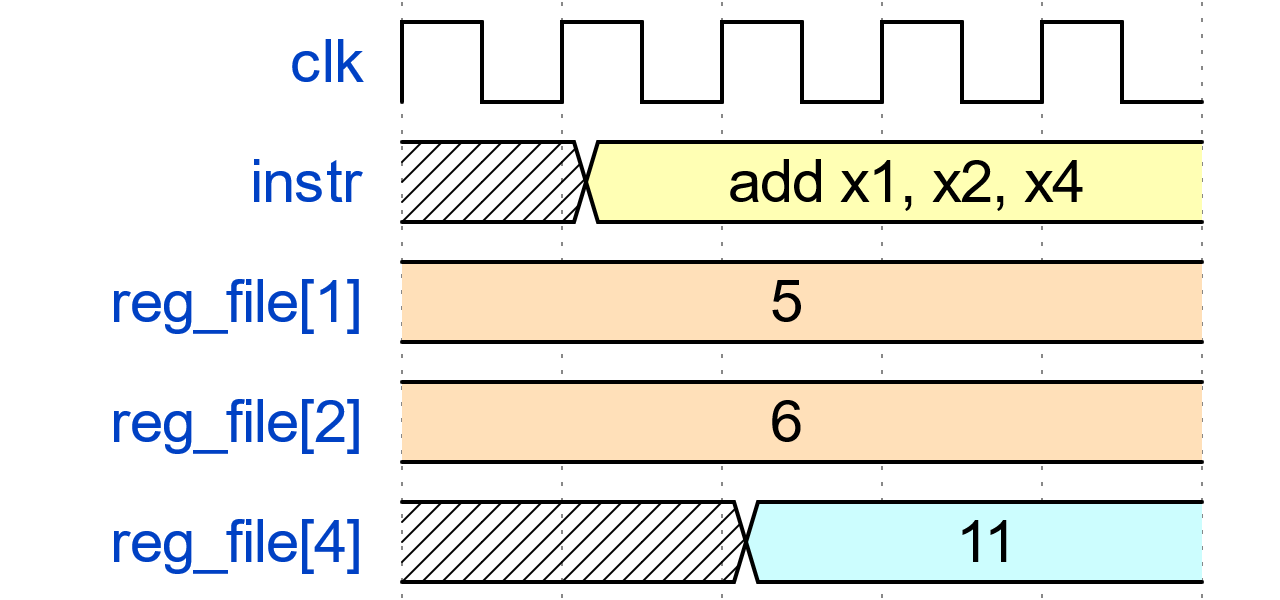 clk
instr add x1, x2, x4
reg_file[1] 5
reg_file[2] 6
reg_file[4] 11